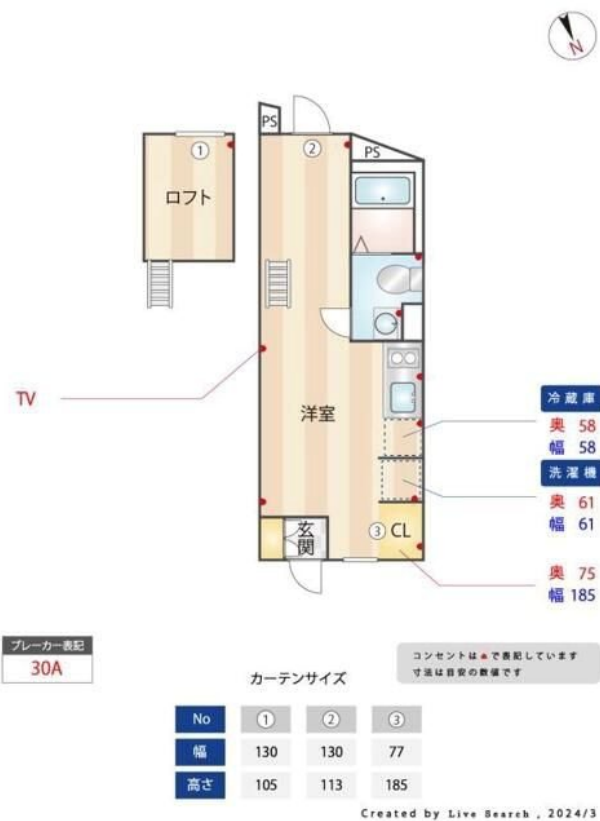 N
PS
①
②
PS
ロフト
TV
洋室
冷蔵庫
奥 58
幅 58
洗濯機
奥 61
幅 61
玄関
③ CL
奥 75
幅 185
ブレーカー表記
30A
コンセントは▲で表記しています
寸法は目安の数値です
カーテンサイズ
No ① ② ③
幅 130 130 77
高さ 105 113 185
Created by Live Search , 2024/3